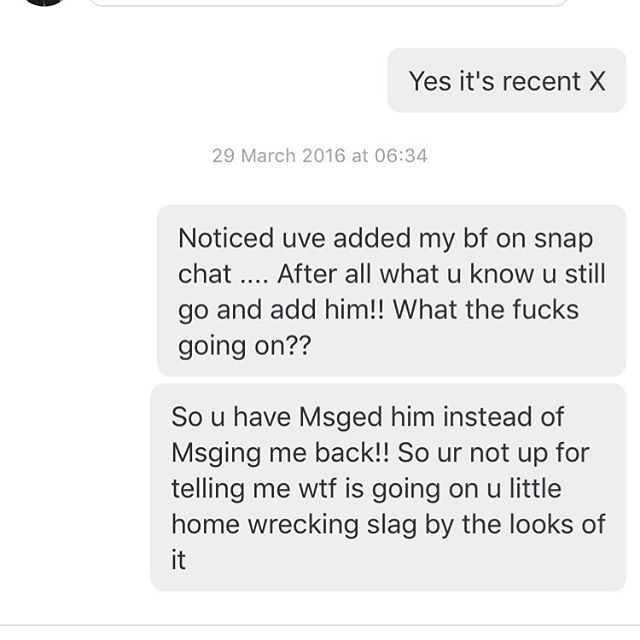 Yes it's recent X
29 March 2016 at 06:34
Noticed uve added my bf on snap
chat .... After all what u know u still
go and add him!! What the fucks
going on??
So u have Msged him instead of
Msging me back!! So ur not up for
telling me wtf is going on u little
home wrecking slag by the looks of
it